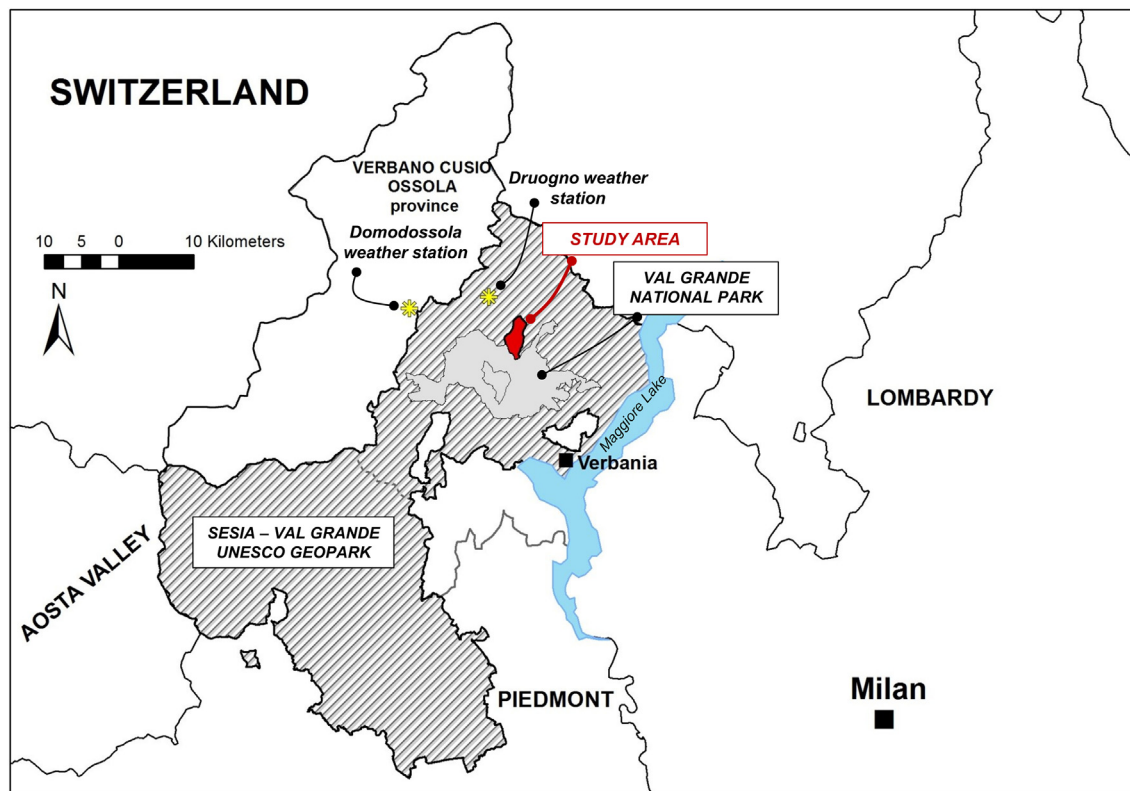 SWITZERLAND
VERBANO CUSIO
OSSOLA
province
Druogno weather
station
Domodossola
weather station
STUDY AREA
VAL GRANDE
NATIONAL PARK
10 5 0 10 Kilometers
N
LOMBARDY
Maggiore Lake
Verbania
SESIA – VAL GRANDE
UNESCO GEOPARK
AOSTA VALLEY
PIEDMONT
Milan